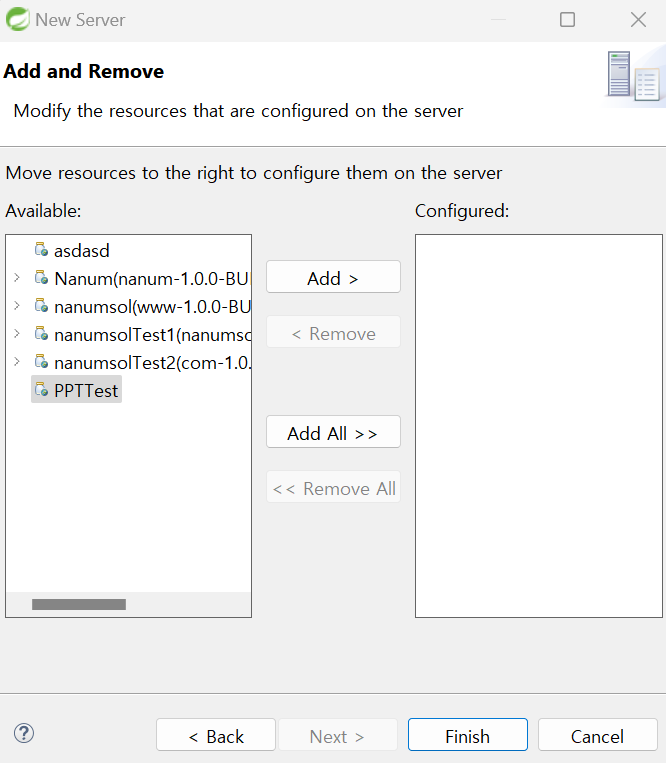 New Server
Add and Remove
Modify the resources that are configured on the server
Move resources to the right to configure them on the server
Available:
Configured:
asdasd
Nanum(nanum-1.0.0-BUI
nanumsol(www-1.0.0-BU
nanumsolTest1(nanumsc
nanumsolTest2(com-1.0.
PPTTest
Add >
< Remove
Add All >>
<< Remove All
?
< Back
Next >
Finish
Cancel